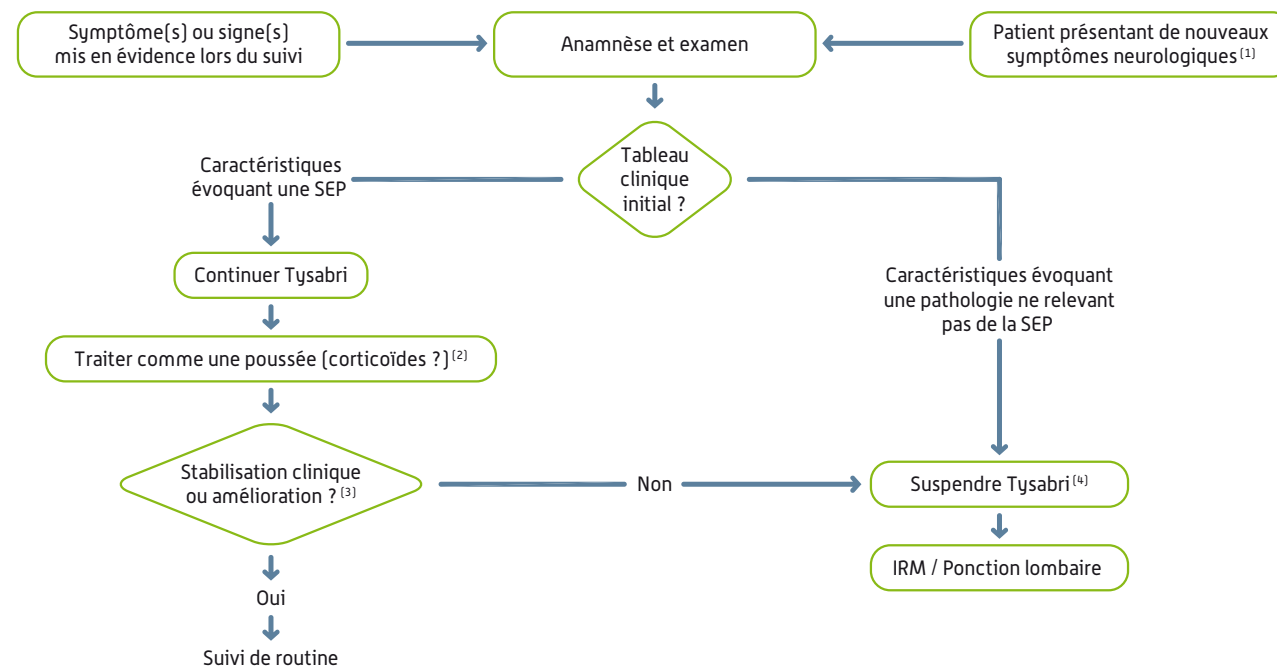 Symptôme(s) ou signe(s)
mis en évidence lors du suivi
Anamnèse et examen
Patient présentant de nouveaux
symptômes neurologiques (1)
Tableau
clinique
initial ?
Caractéristiques
évoquant une SEP
Continuer Tysabri
Caractéristiques évoquant
une pathologie ne relevant
pas de la SEP
Traiter comme une poussée (corticoïdes ?) (2)
Stabilisation clinique
ou amélioration ? (3)
Non
Suspendre Tysabri (4)
IRM / Ponction lombaire
Oui
Suivi de routine